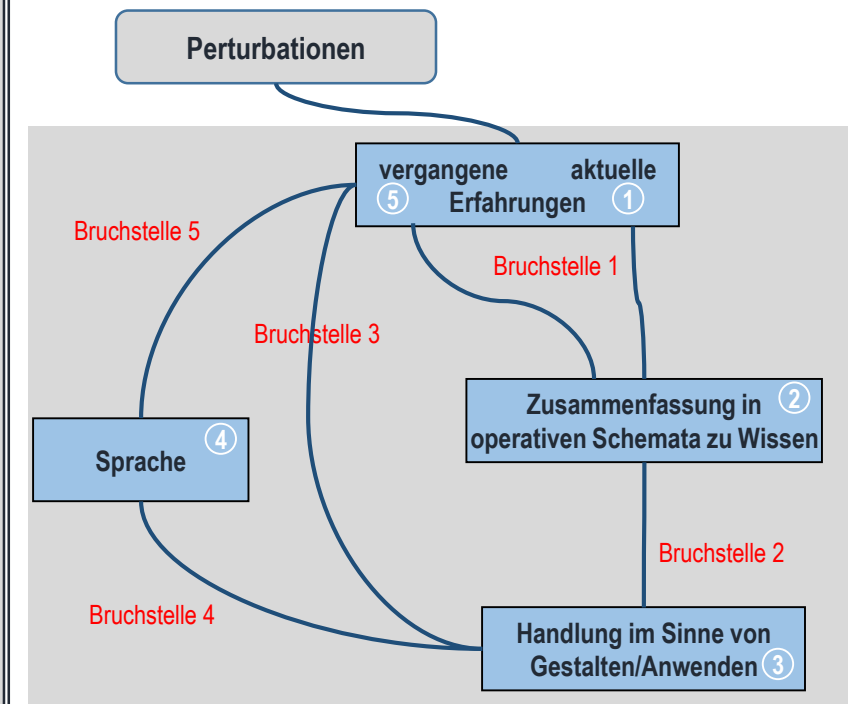 Perturbationen
vergangene aktuelle
⑤ Erfahrungen ①
Bruchstelle 5
Bruchstelle 1
Bruchstelle 3
Zusammenfassung in ②
operativen Schemata zu Wissen
④
Sprache
Bruchstelle 2
Bruchstelle 4
Handlung im Sinne von
Gestalten/Anwenden ③